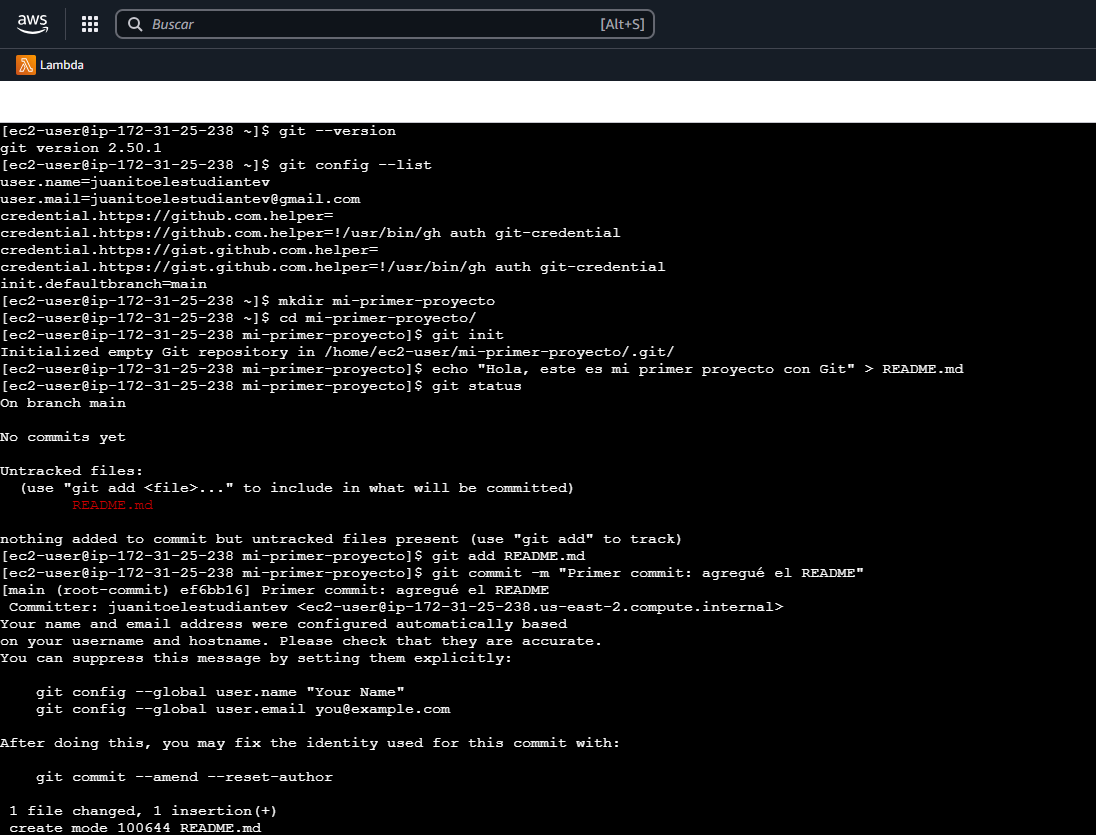 aws
Buscar [Alt+S]
Lambda
[ec2-user@ip-172-31-25-238 ~]$ git --version
git version 2.50.1
[ec2-user@ip-172-31-25-238 ~]$ git config --list
user.name=juanitoelestudiantev
user.mail=juanitoelestudiantev@gmail.com
credential.https://github.com.helper=
credential.https://github.com.helper=!/usr/bin/gh auth git-credential
credential.https://gist.github.com.helper=
credential.https://gist.github.com.helper=!/usr/bin/gh auth git-credential
init.defaultbranch=main
[ec2-user@ip-172-31-25-238 ~]$ mkdir mi-primer-proyecto
[ec2-user@ip-172-31-25-238 ~]$ cd mi-primer-proyecto/
[ec2-user@ip-172-31-25-238 mi-primer-proyecto]$ git init
Initialized empty Git repository in /home/ec2-user/mi-primer-proyecto/.git/
[ec2-user@ip-172-31-25-238 mi-primer-proyecto]$ echo "Hola, este es mi primer proyecto con Git" > README.md
[ec2-user@ip-172-31-25-238 mi-primer-proyecto]$ git status
On branch main

No commits yet

Untracked files:
  (use "git add <file>..." to include in what will be committed)
        README.md

nothing added to commit but untracked files present (use "git add" to track)
[ec2-user@ip-172-31-25-238 mi-primer-proyecto]$ git add README.md
[ec2-user@ip-172-31-25-238 mi-primer-proyecto]$ git commit -m "Primer commit: agregué el README"
[main (root-commit) ef6bb16] Primer commit: agregué el README
 Committer: juanitoelestudiantev <ec2-user@ip-172-31-25-238.us-east-2.compute.internal>
Your name and email address were configured automatically based
on your username and hostname. Please check that they are accurate.
You can suppress this message by setting them explicitly:

    git config --global user.name "Your Name"
    git config --global user.email you@example.com

After doing this, you may fix the identity used for this commit with:

    git commit --amend --reset-author

 1 file changed, 1 insertion(+)
 create mode 100644 README.md